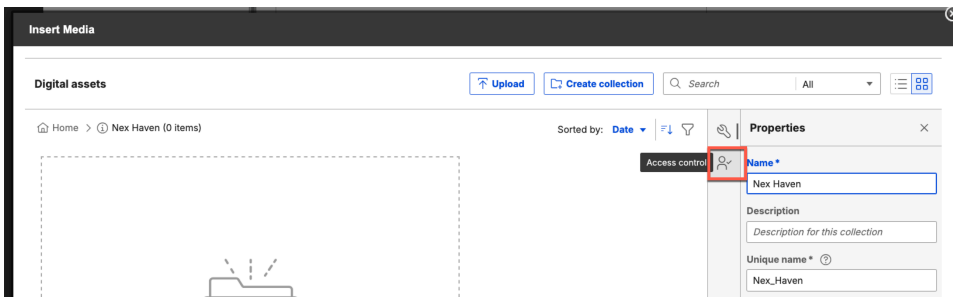 Insert Media
Digital assets
Upload
Create collection
Search
All
Home > Nex Haven (0 items)
Sorted by: Date
Properties
Access control
Name *
Nex Haven
Description
Description for this collection
Unique name * ?
Nex_Haven